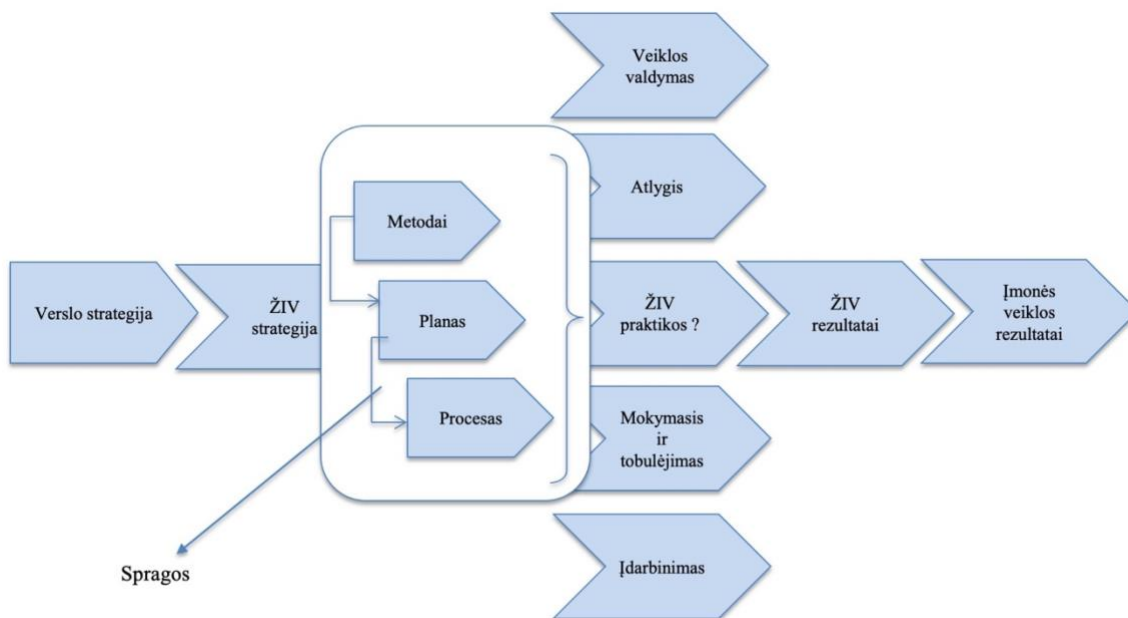 Veiklos
valdymas
Atlygis
Metodai
Verslo strategija
ŽIV
strategija
Planas
ŽIV
praktikos ?
ŽIV
rezultatai
Įmonės
veiklos
rezultatai
Procesas
Mokymasis
ir
tobulėjimas
Įdarbinimas
Spragos